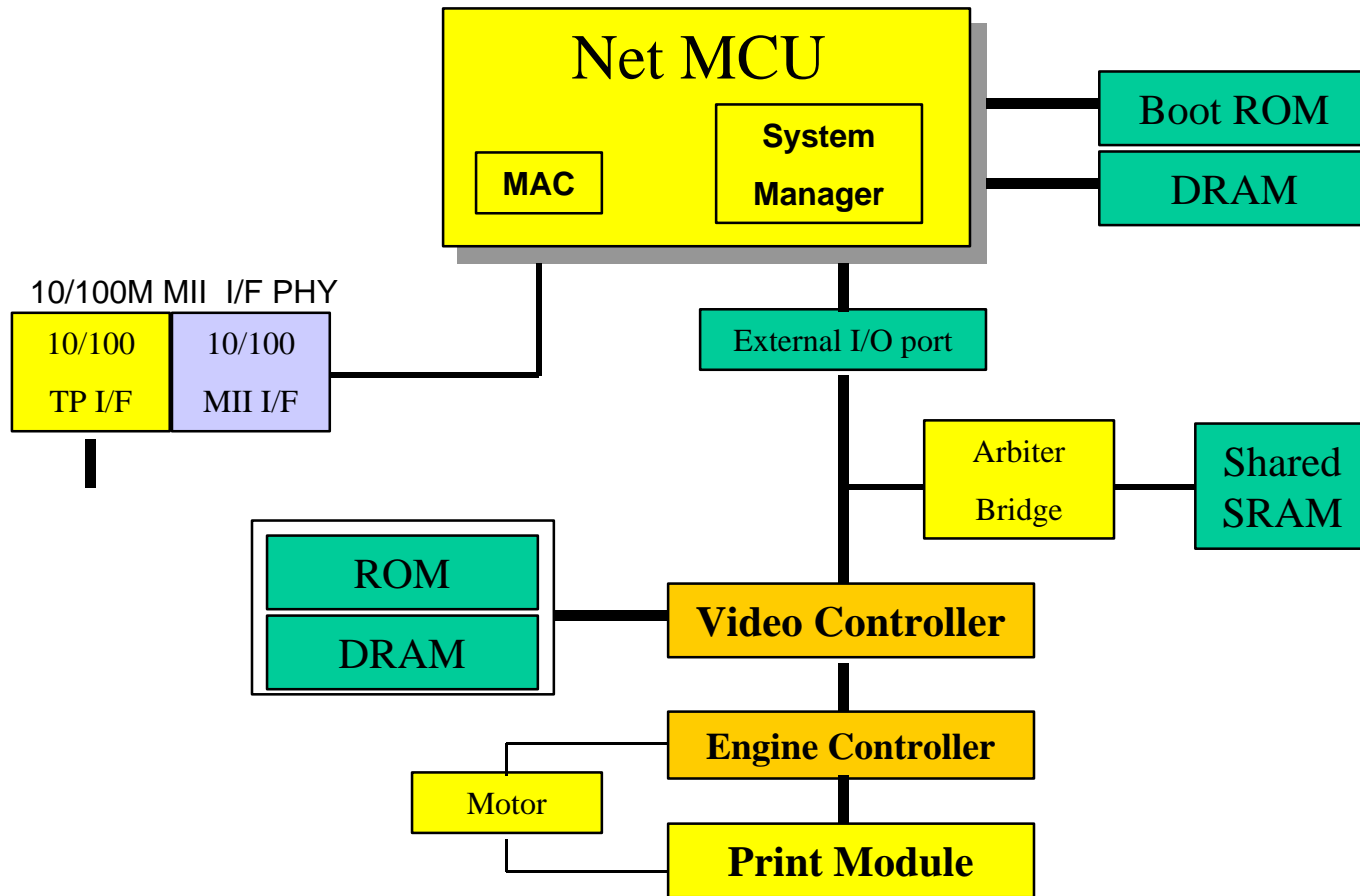 Net MCU
System
Manager
MAC
Boot ROM
DRAM
10/100M MII I/F PHY
10/100
TP I/F
10/100
MII I/F
External I/O port
Arbiter
Bridge
Shared
SRAM
ROM
DRAM
Video Controller
Engine Controller
Motor
Print Module